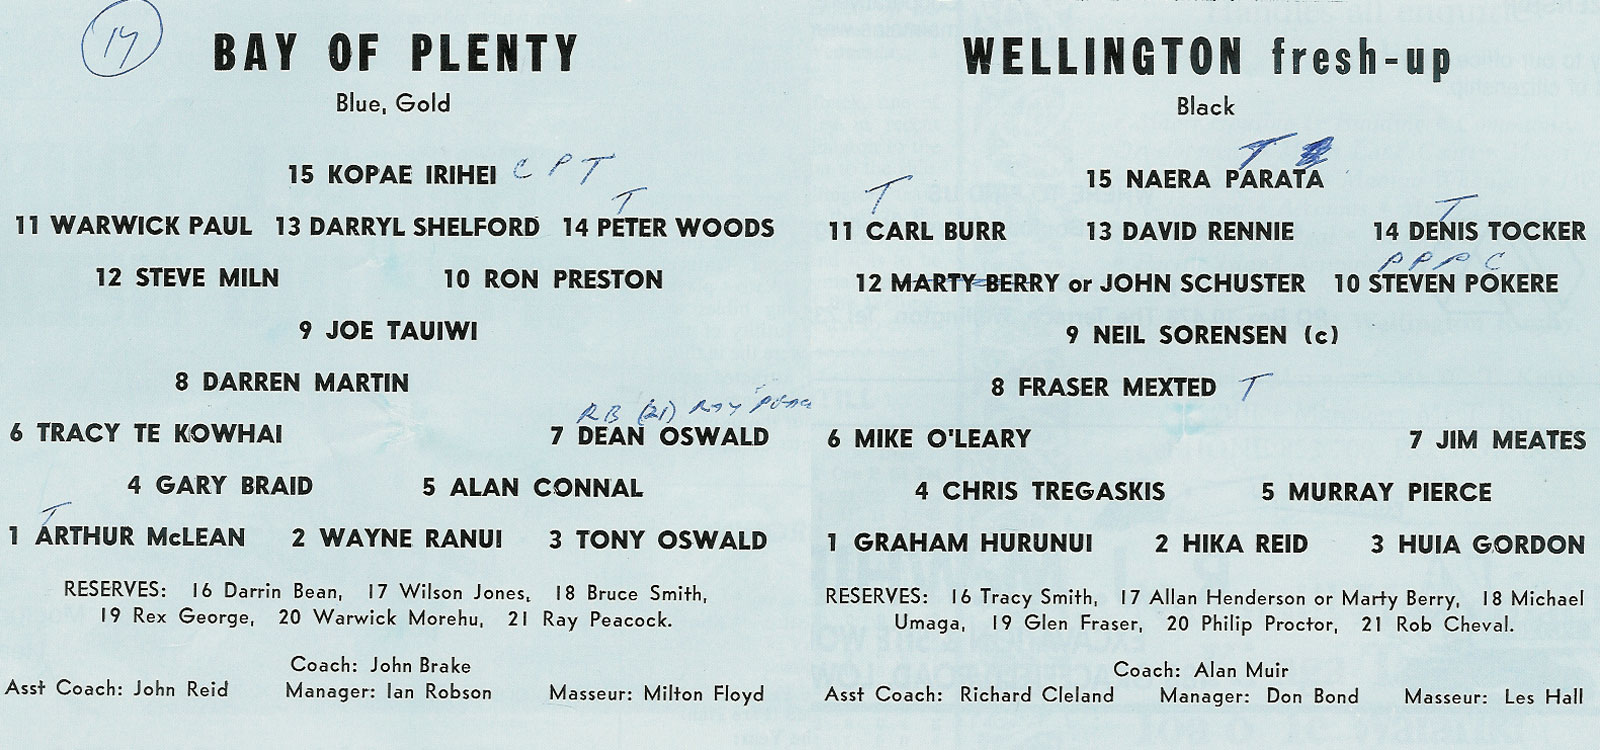 14
BAY OF PLENTY
Blue, Gold
15 KOPAE IRIHEI C P T
T
11 WARWICK PAUL 13 DARRYL SHELFORD 14 PETER WOODS
12 STEVE MILN 10 RON PRESTON
9 JOE TAUIWI
8 DARREN MARTIN
RB (21) RAY
6 TRACY TE KOWHAI 7 DEAN OSWALD
4 GARY BRAID 5 ALAN CONNAL
T
1 ARTHUR McLEAN 2 WAYNE RANUI 3 TONY OSWALD
RESERVES: 16 Darrin Bean, 17 Wilson Jones, 18 Bruce Smith,
19 Rex George, 20 Warwick Morehu, 21 Ray Peacock.
Coach: John Brake
Asst Coach: John Reid Manager: Ian Robson Masseur: Milton Floyd
WELLINGTON fresh-up
Black
T
15 NAERA PARATA
T T
11 CARL BURR 13 DAVID RENNIE 14 DENIS TOCKER
P P P C
12 MARTY BERRY or JOHN SCHUSTER 10 STEVEN POKERE
9 NEIL SORENSEN (c)
8 FRASER MEXTED T
6 MIKE O'LEARY 7 JIM MEATES
4 CHRIS TREGASKIS 5 MURRAY PIERCE
1 GRAHAM HURUNUI 2 HIKA REID 3 HUIA GORDON
RESERVES: 16 Tracy Smith, 17 Allan Henderson or Marty Berry, 18 Michael
Umaga, 19 Glen Fraser, 20 Philip Proctor, 21 Rob Cheval.
Coach: Alan Muir
Asst Coach: Richard Cleland Manager: Don Bond Masseur: Les Hall